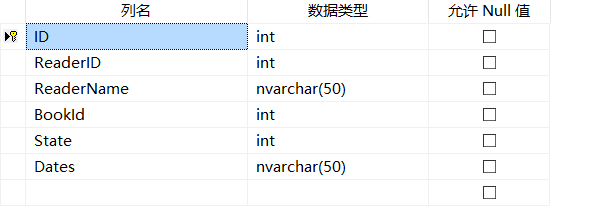 列名 数据类型 允许 Null 值
ID int
ReaderID int
ReaderName nvarchar(50)
BookId int
State int
Dates nvarchar(50)